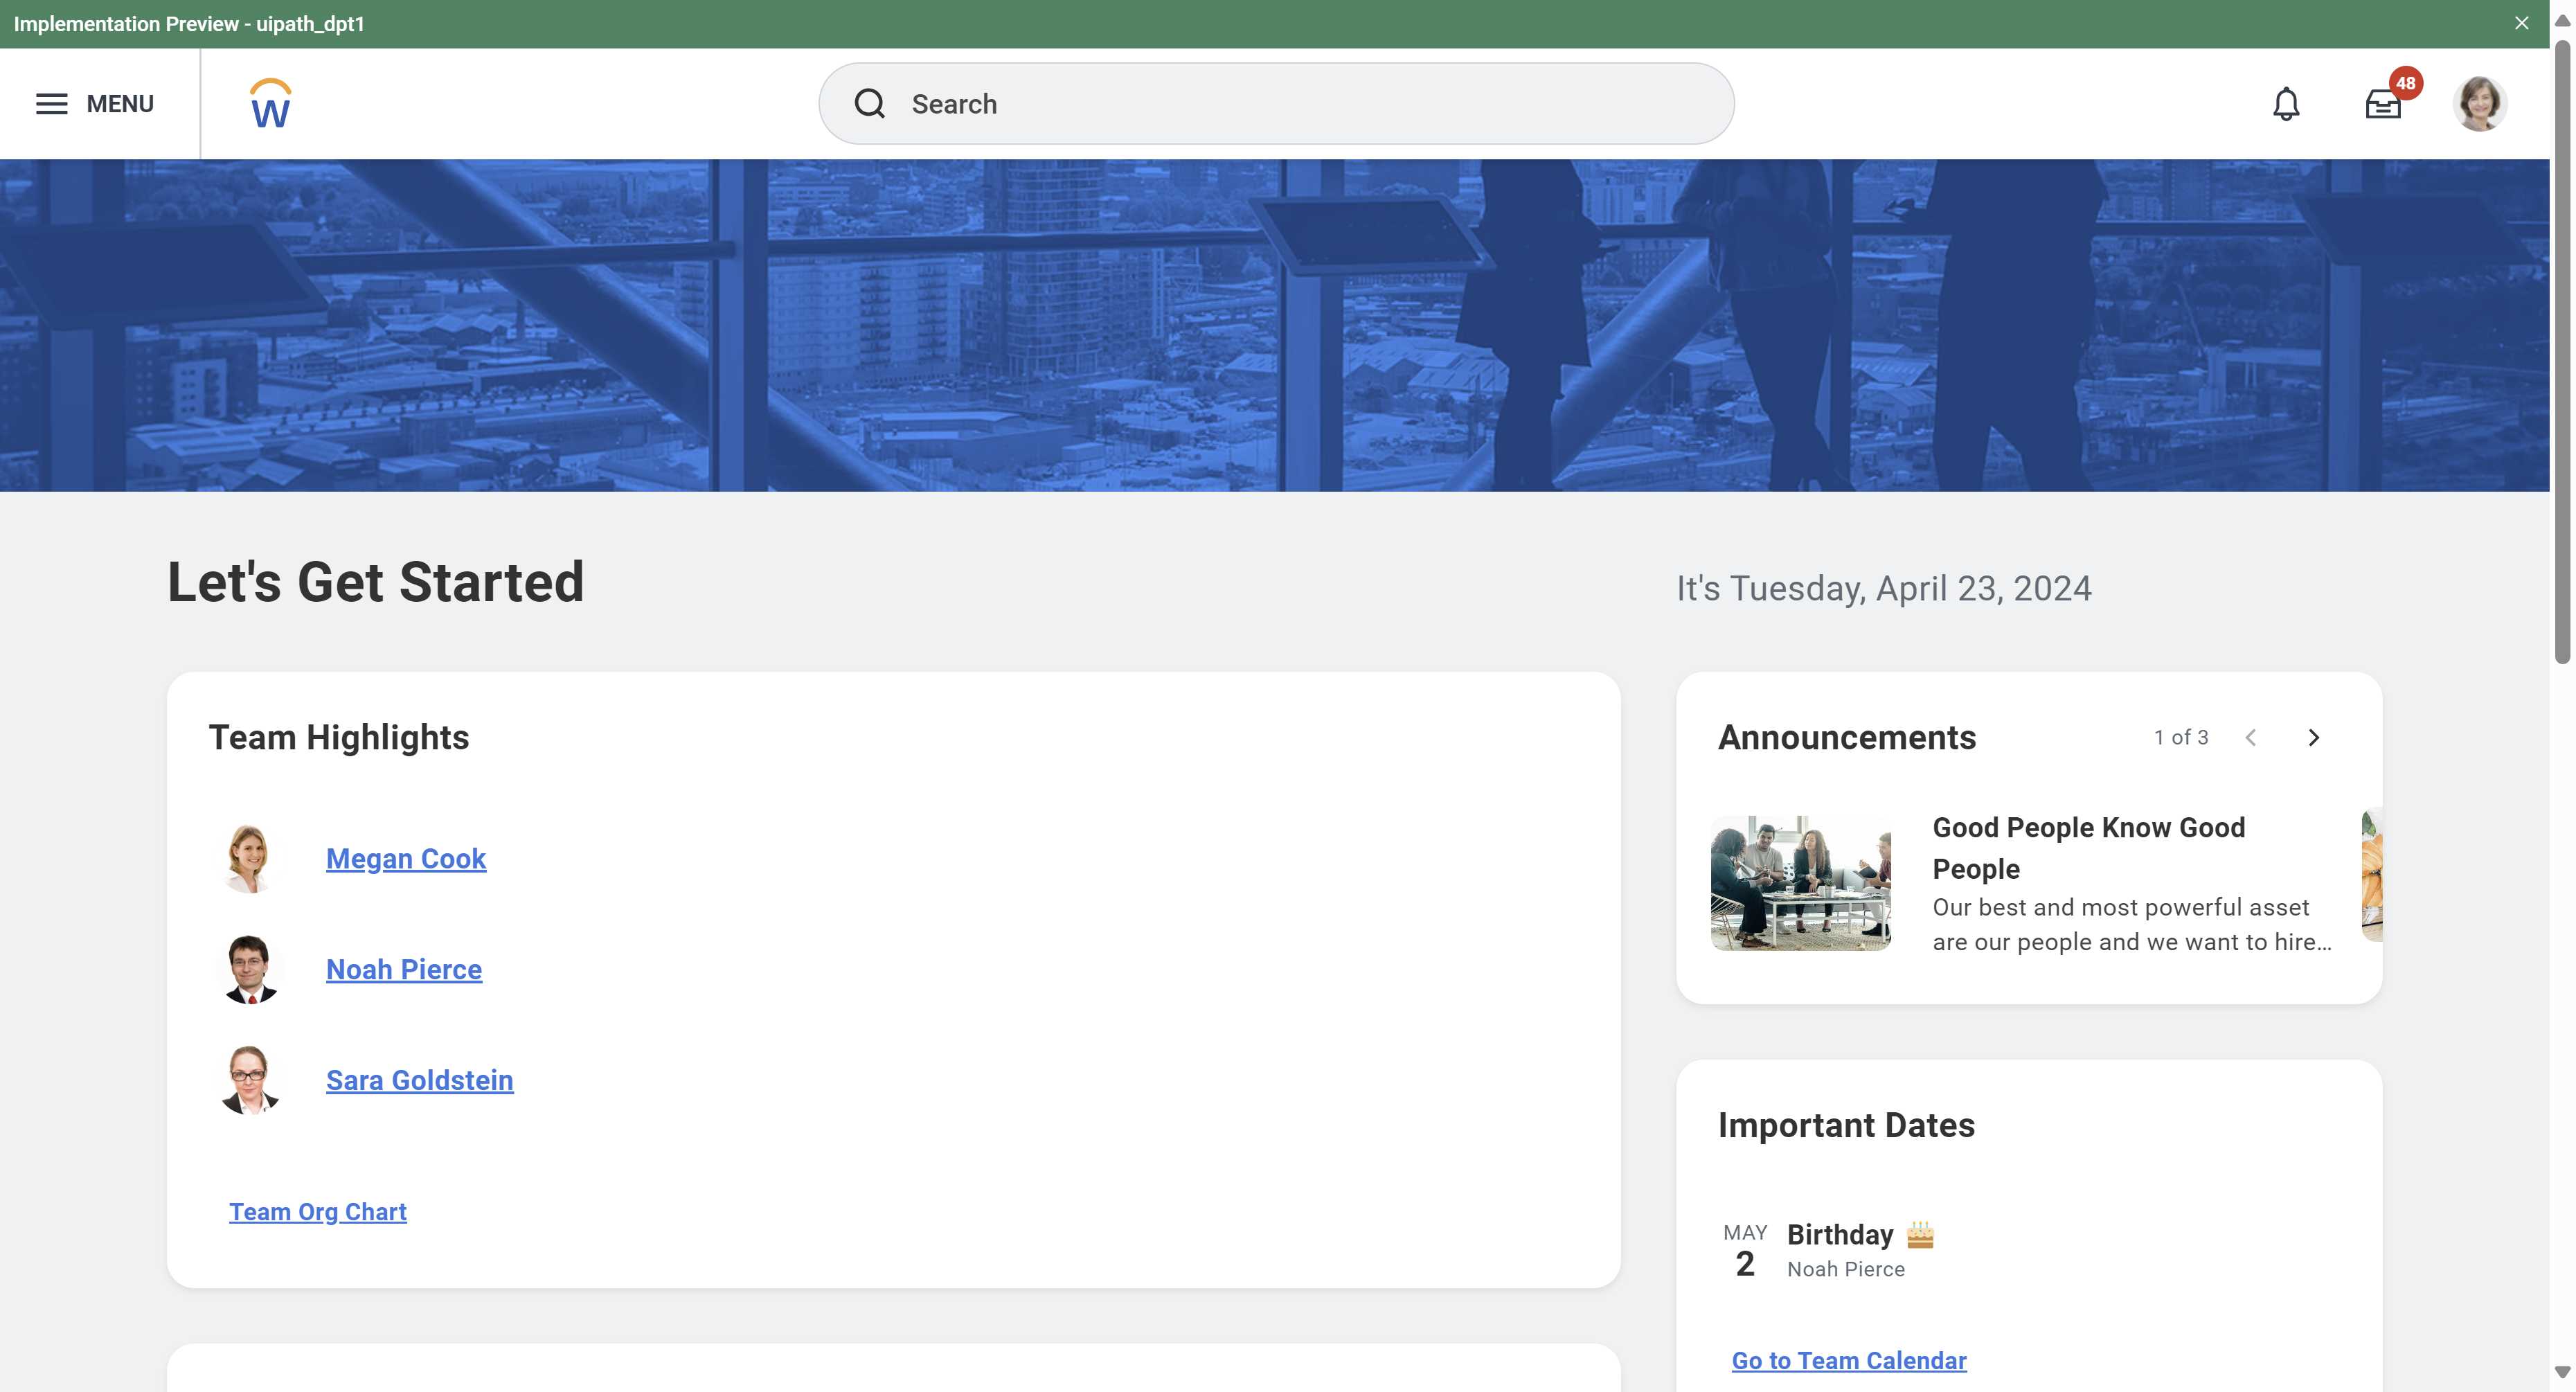 Implementation Preview - uipath_dpt1
MENU
W
Search
48
Let's Get Started
It's Tuesday, April 23, 2024
Team Highlights
Megan Cook
Noah Pierce
Sara Goldstein
Team Org Chart
Announcements
1 of 3
Good People Know Good
People
Our best and most powerful asset
are our people and we want to hire...
Important Dates
MAY
2
Birthday
Noah Pierce
Go to Team Calendar